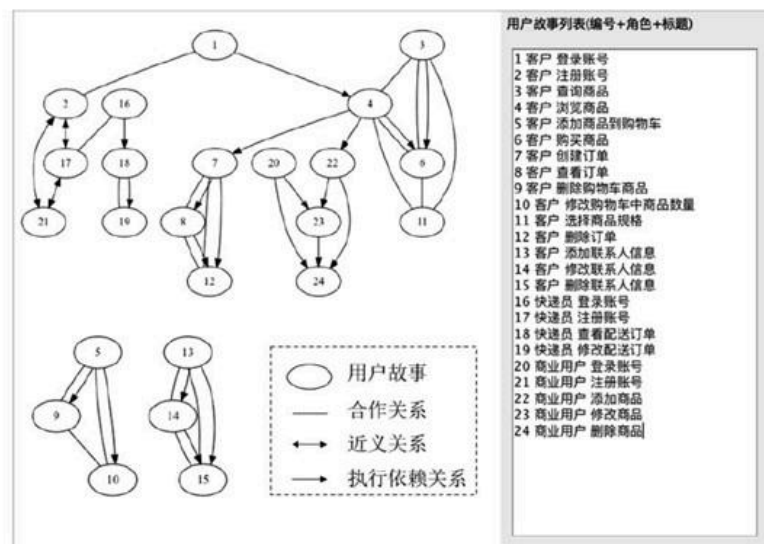 用户故事列表(编号+角色+标题)
1 客户 登录账号
2 客户 注册账号
3 客户 查询商品
4 客户 浏览商品
5 客户 添加商品到购物车
6 客户 购买商品
7 客户 创建订单
8 客户 查看订单
9 客户 删除购物车商品
10 客户 修改购物车中商品数量
11 客户 选择商品规格
12 客户 删除订单
13 客户 添加联系人信息
14 客户 修改联系人信息
15 客户 删除联系人信息
16 快递员 登录账号
17 快递员 注册账号
18 快递员 查看配送订单
19 快递员 修改配送订单
20 商业用户 登录账号
21 商业用户 注册账号
22 商业用户 添加商品
23 商业用户 修改商品
24 商业用户 删除商品
1
3
2
16
4
17
18
7
20
22
6
21
19
8
23
11
12
24
5
13
9
14
10
15
用户故事
合作关系
近义关系
执行依赖关系